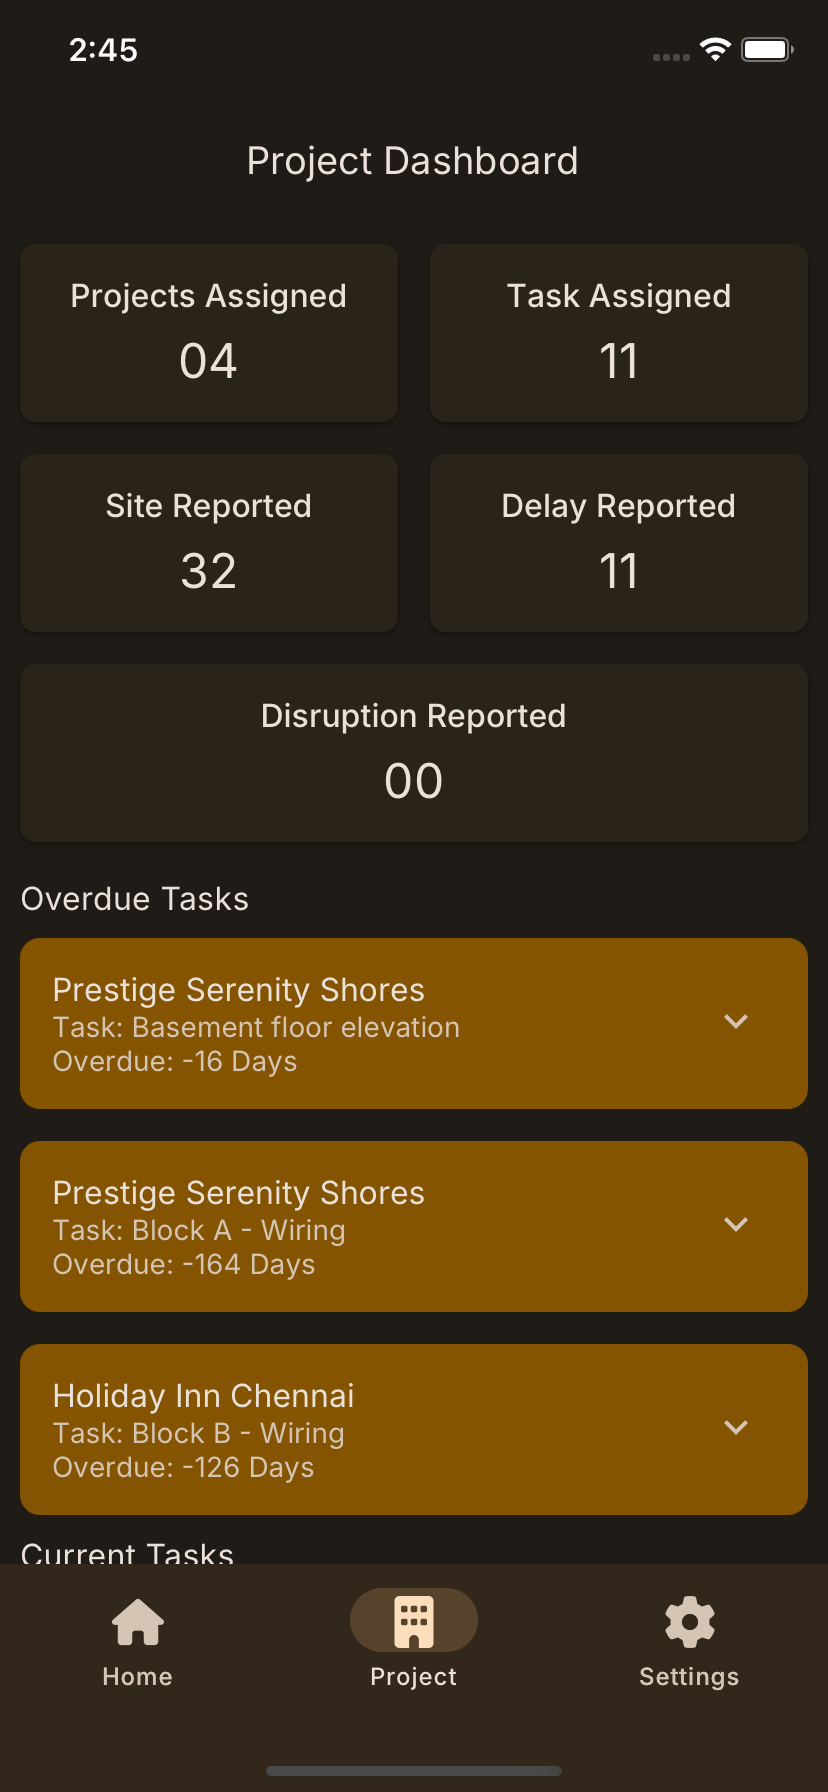 2:45
Project Dashboard
Projects Assigned
04
Task Assigned
11
Site Reported
32
Delay Reported
11
Disruption Reported
00
Overdue Tasks
Prestige Serenity Shores
Task: Basement floor elevation
Overdue: -16 Days
Prestige Serenity Shores
Task: Block A - Wiring
Overdue: -164 Days
Holiday Inn Chennai
Task: Block B - Wiring
Overdue: -126 Days
Current Tasks
Home
Project
Settings